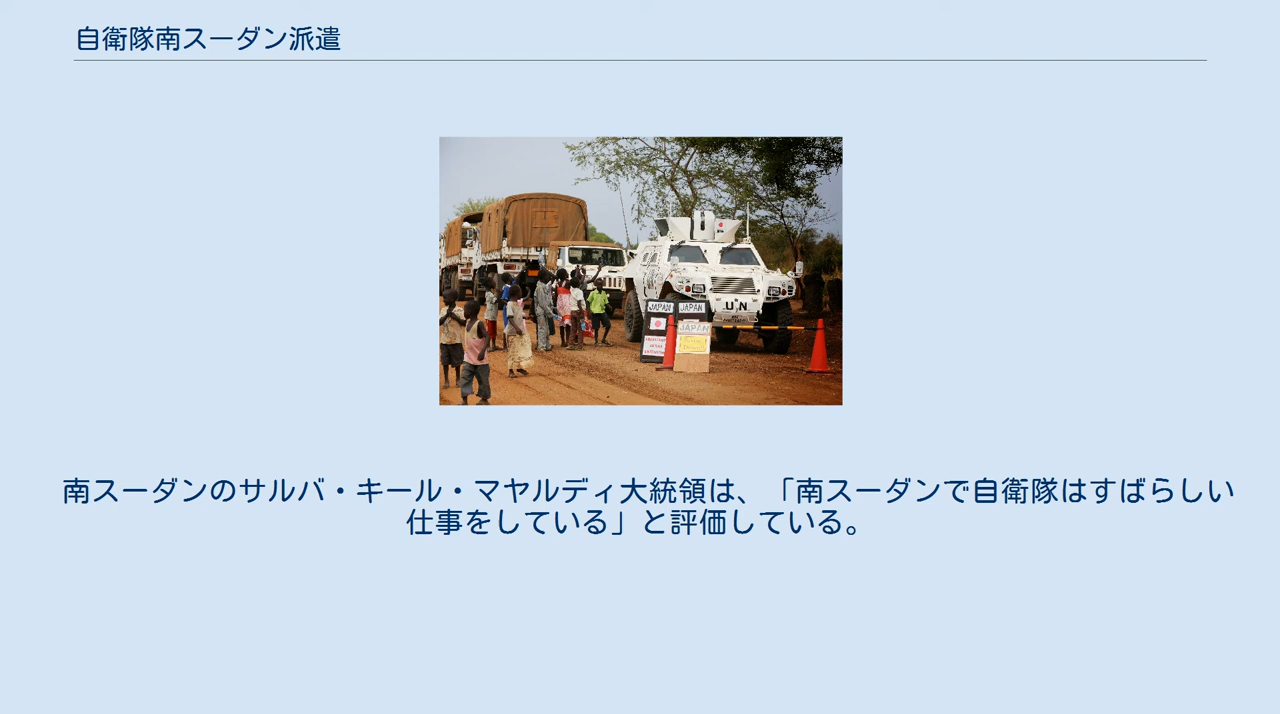 自衛隊南スーダン派遣
JAPAN JAPAN
JAPAN
UN
南スーダンのサルバ・キール・マヤルディ大統領は、「南スーダンで自衛隊はすばらしい
仕事をしている」と評価している。